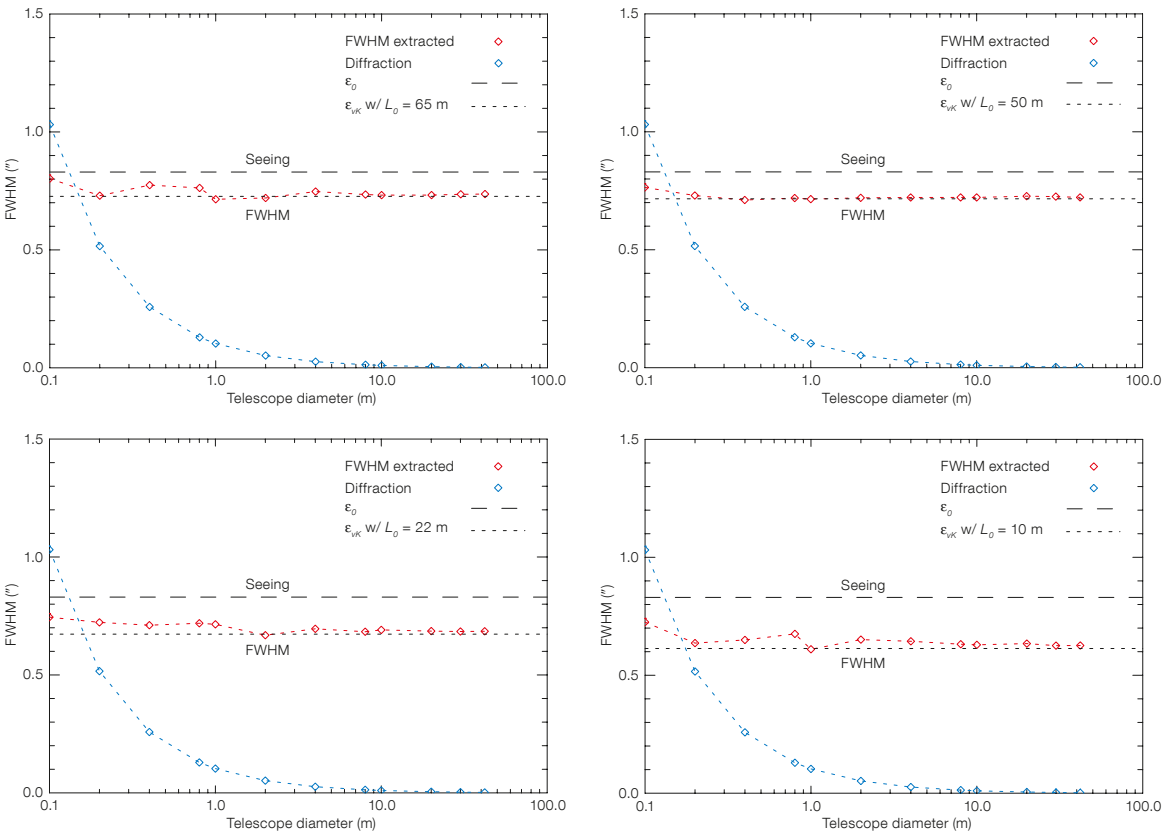 1.5
FWHM extracted
Diffraction
ε0
εvK w/ L0 = 65 m
1.0
Seeing
FWHM (″)
FWHM
0.5
0.0
0.1 1.0 10.0 100.0
Telescope diameter (m)
1.5
FWHM extracted
Diffraction
ε0
εvK w/ L0 = 50 m
1.0
Seeing
FWHM (″)
FWHM
0.5
0.0
0.1 1.0 10.0 100.0
Telescope diameter (m)
1.5
FWHM extracted
Diffraction
ε0
εvK w/ L0 = 22 m
1.0
Seeing
FWHM (″)
FWHM
0.5
0.0
0.1 1.0 10.0 100.0
Telescope diameter (m)
1.5
FWHM extracted
Diffraction
ε0
εvK w/ L0 = 10 m
1.0
Seeing
FWHM (″)
FWHM
0.5
0.0
0.1 1.0 10.0 100.0
Telescope diameter (m)